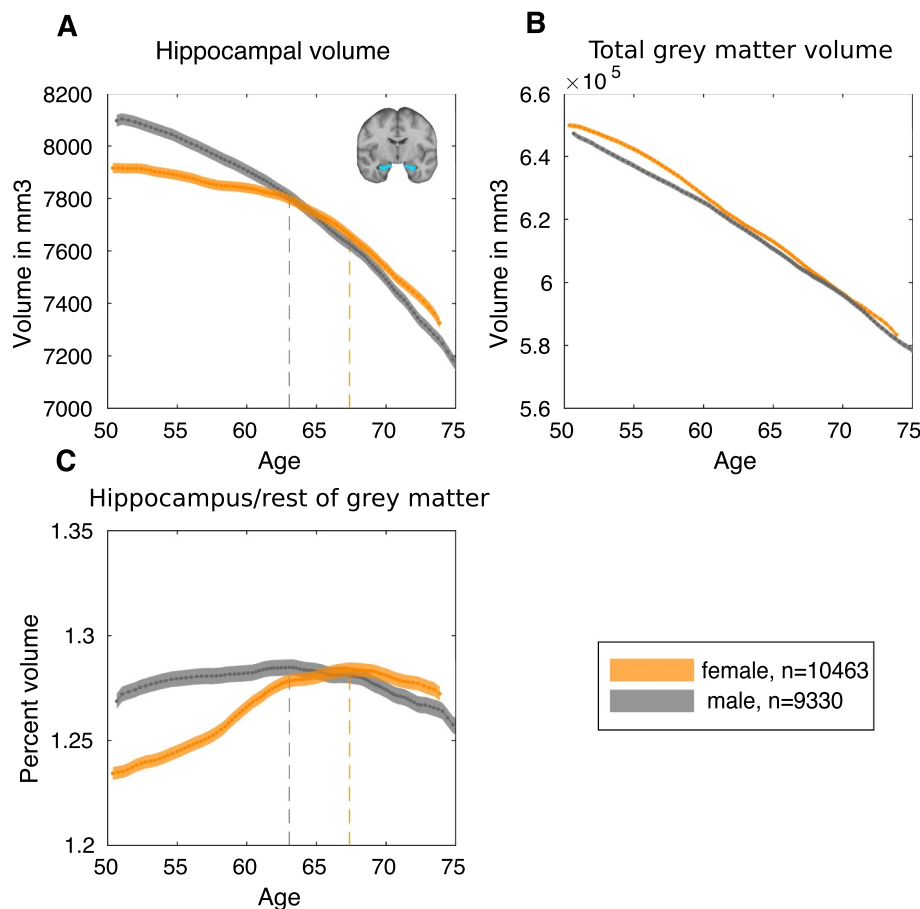 A
Hippocampal volume
8200
8000
7800
7600
7400
7200
7000
Volume in mm3
50 55 60 65 70 75
Age
B
Total grey matter volume
×10^5
6.6
6.4
6.2
6
5.8
5.6
Volume in mm3
50 55 60 65 70 75
Age
C
Hippocampus/rest of grey matter
1.35
1.3
1.25
1.2
Percent volume
50 55 60 65 70 75
Age
female, n=10463
male, n=9330